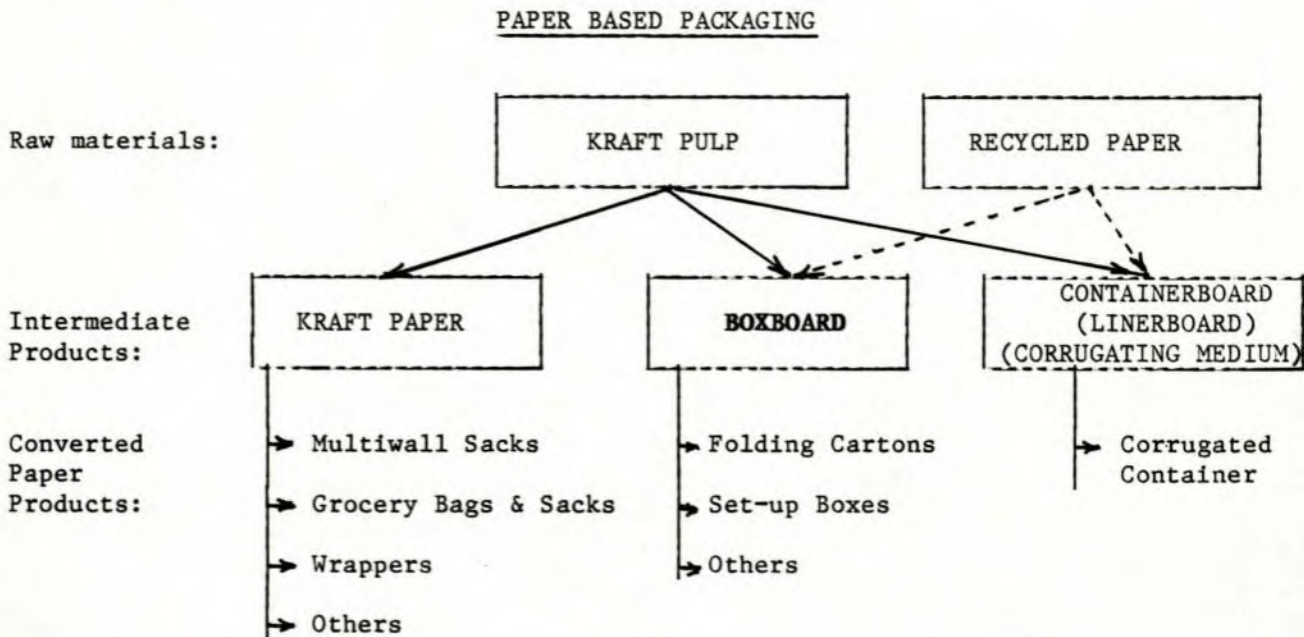 PAPER BASED PACKAGING
Raw materials:
KRAFT PULP
RECYCLED PAPER
Intermediate
Products:
KRAFT PAPER
BOXBOARD
CONTAINERBOARD
(LINERBOARD)
(CORRUGATING MEDIUM)
Converted
Paper
Products:
Multiwall Sacks
Grocery Bags & Sacks
Wrappers
Others
Folding Cartons
Set-up Boxes
Others
Corrugated
Container